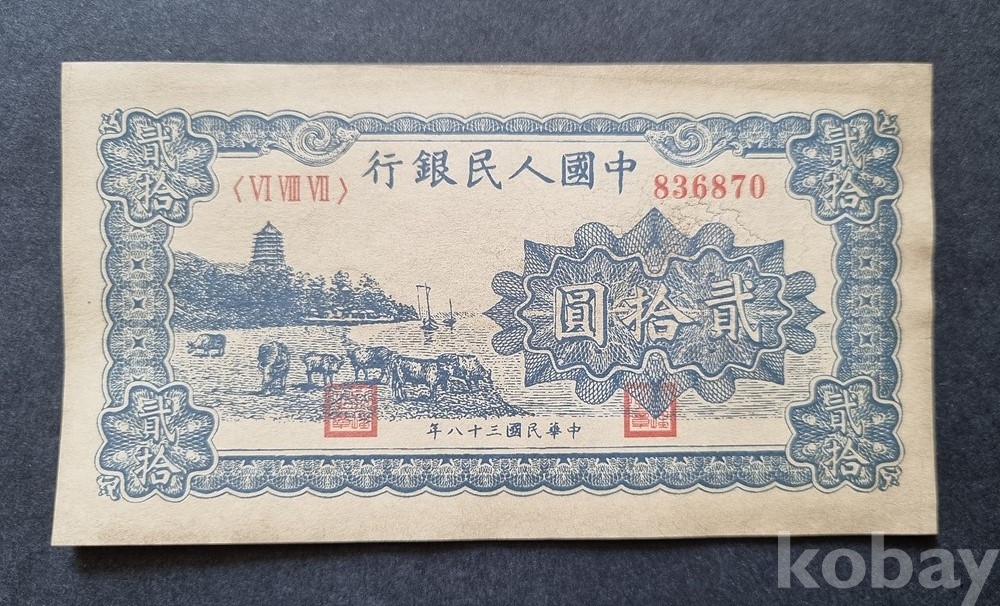 行銀民人國中
〈VI VIII VII〉
836870
貳拾
貳拾
圓拾貳
貳拾
貳拾
年八十三國民華中
kobay